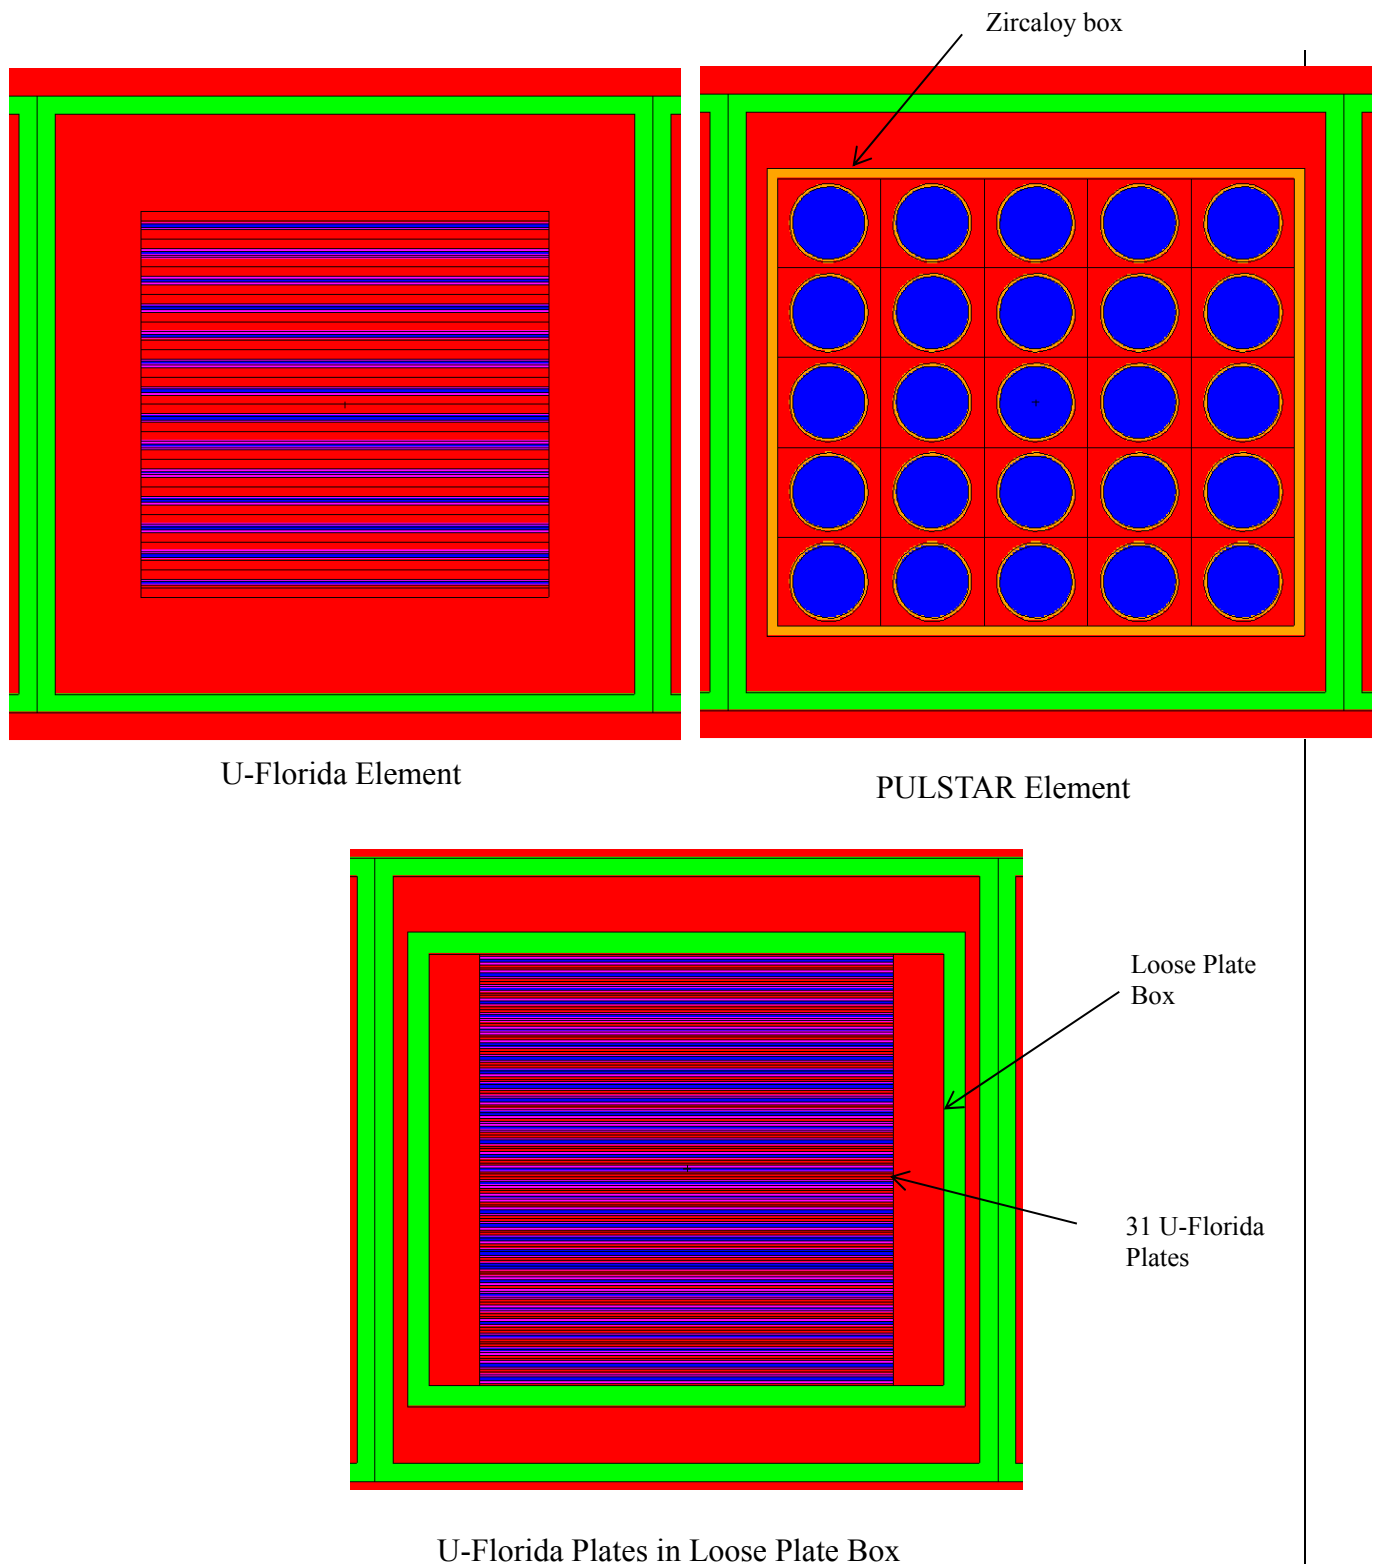 Zircaloy box
U-Florida Element
PULSTAR Element
Loose Plate
Box
31 U-Florida
Plates
U-Florida Plates in Loose Plate Box